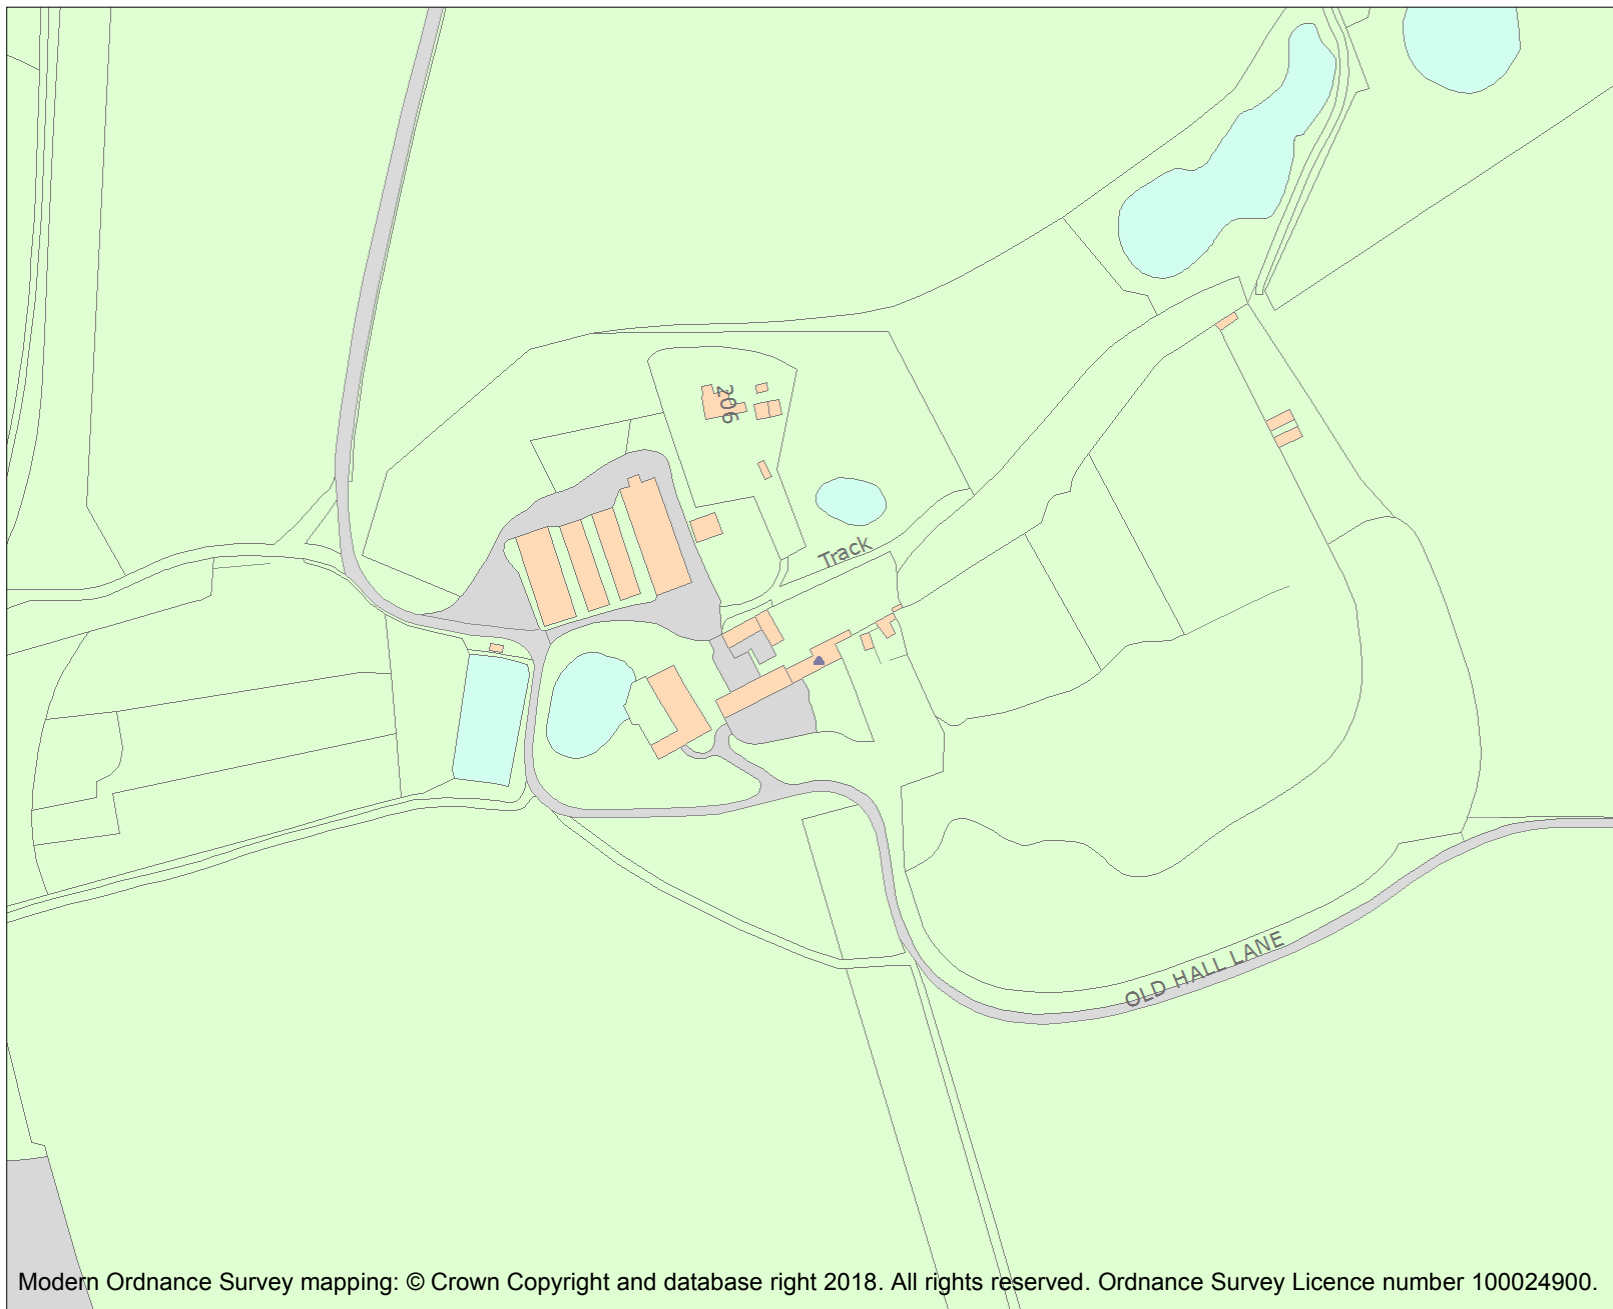 206
Track
OLD HALL LANE
Modern Ordnance Survey mapping: © Crown Copyright and database right 2018. All rights reserved. Ordnance Survey Licence number 100024900.